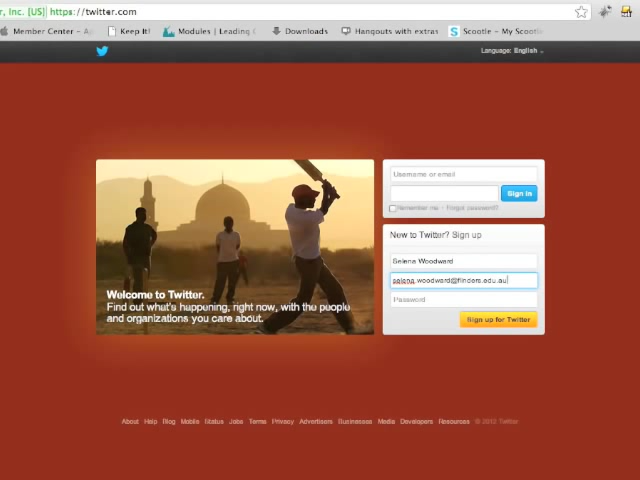 r, Inc. [US] https://twitter.com
Member Center - Ap Keep It! Modules | Leading C Downloads Hangouts with extras Scootle - My Scootle
Language: English
Username or email
Sign in
Remember me · Forgot password?
New to Twitter? Sign up
Selena Woodward
selena.woodward@flinders.edu.au
Password
Sign up for Twitter
Welcome to Twitter.
Find out what's happening, right now, with the people
and organizations you care about.
About Help Blog Mobile Status Jobs Terms Privacy Advertisers Businesses Media Developers Resources © 2012 Twitter